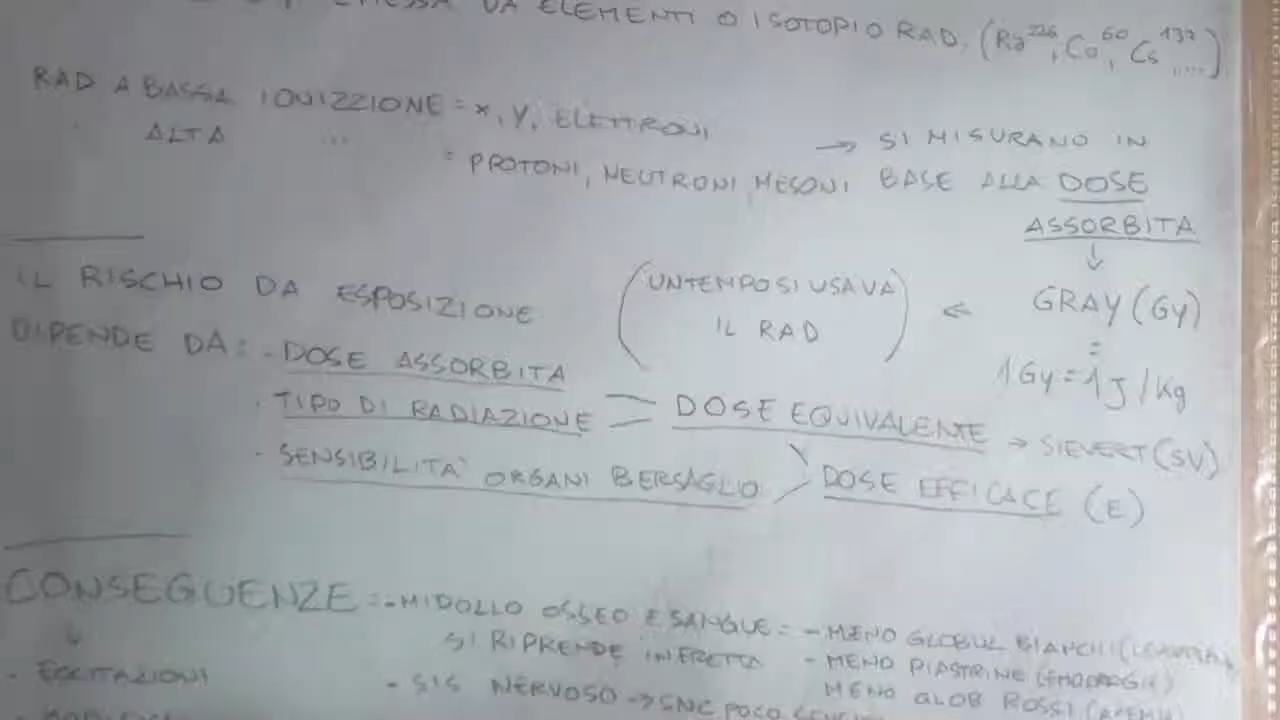 DA ELEMENTI O ISOTOPIO RAD, (Ra²²⁶, Co⁶⁰, Cs¹³⁷,....)
RAD A BASSA IONIZZIONE = x, γ, ELETTRONI
ALTA ... = PROTONI, NEUTRONI, MESONI
→ SI MISURANO IN
BASE ALLA DOSE
ASSORBITA
↓
GRAY (Gy)
=
1 Gy = 1 J/Kg
← (UN TEMPO SI USAVA
IL RAD)
IL RISCHIO DA ESPOSIZIONE
DIPENDE DA: - DOSE ASSORBITA
- TIPO DI RADIAZIONE = DOSE EQUIVALENTE → SIEVERT (SV)
- SENSIBILITA' ORGANI BERSAGLIO > DOSE EFFICACE (E)
CONSEGUENZE = - MIDOLLO OSSEO E SANGUE = - MENO GLOBUL BIANCHI
SI RIPRENDE IN FRETTA - MENO PIASTRINE
MENO GLOB ROSSI
↓
- ECCITAZIONI
- SIS NERVOSO → SNC POCO